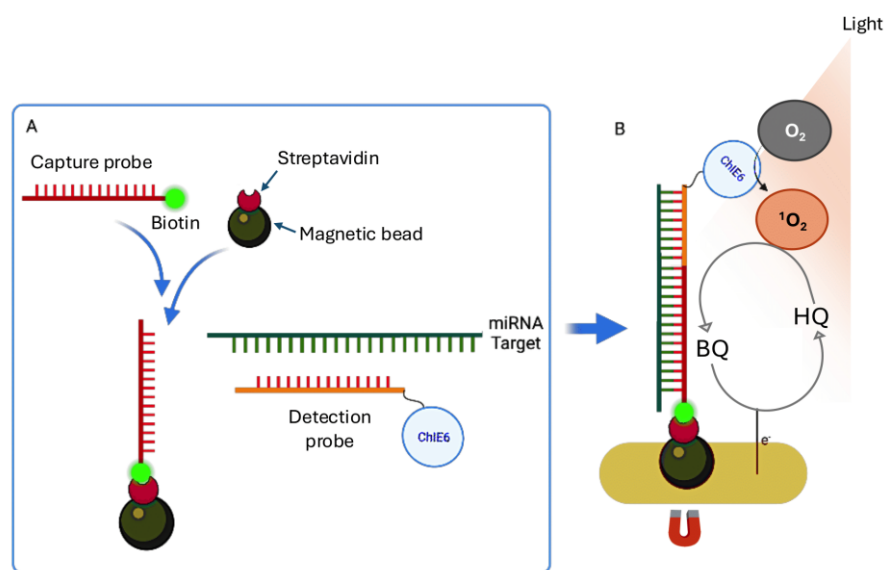 Light
A
B
Capture probe
Streptavidin
Biotin
Magnetic bead
O2
ChlE6
¹O2
miRNA
Target
Detection
probe
ChlE6
BQ
HQ
e-